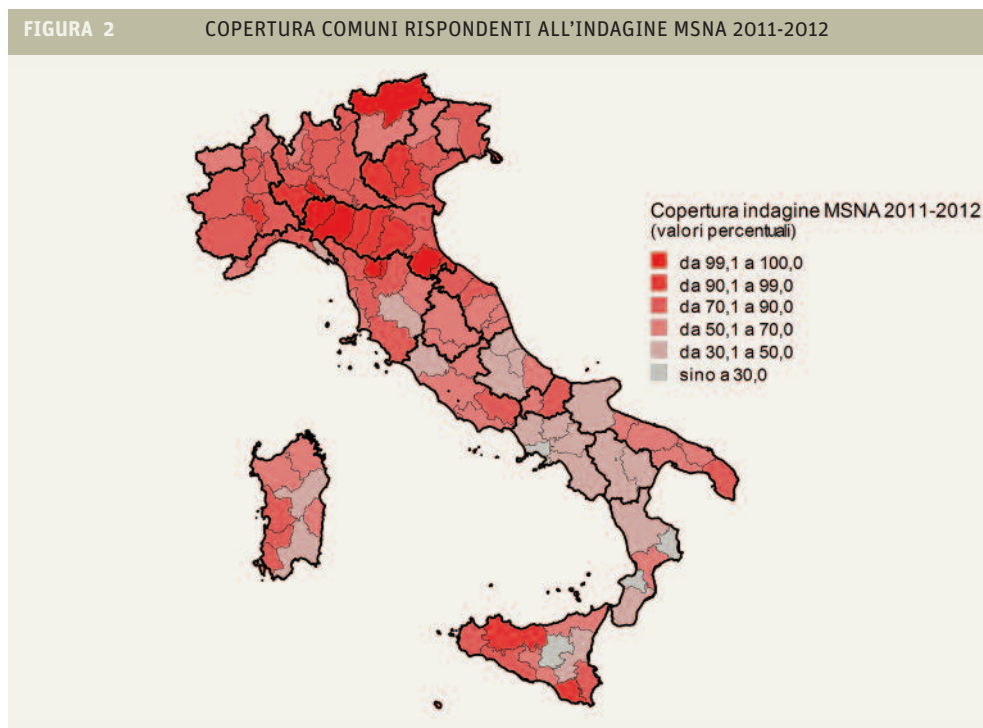 FIGURA 2 COPERTURA COMUNI RISPONDENTI ALL'INDAGINE MSNA 2011-2012
Copertura indagine MSNA 2011-2012
(valori percentuali)
da 99,1 a 100,0
da 90,1 a 99,0
da 70,1 a 90,0
da 50,1 a 70,0
da 30,1 a 50,0
sino a 30,0